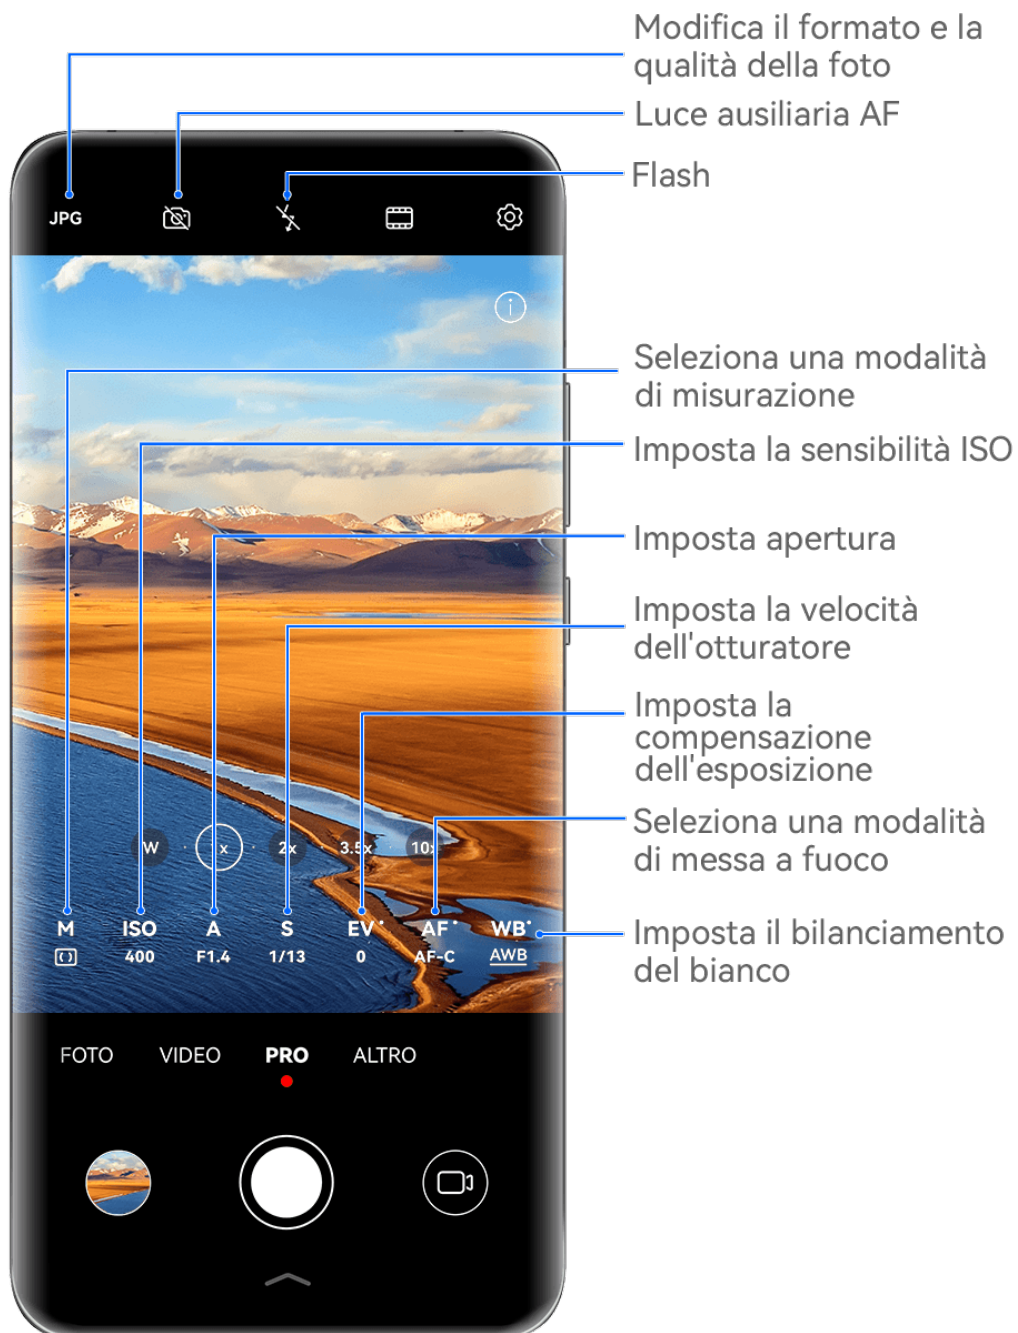 Modifica il formato e la
qualità della foto
Luce ausiliaria AF
Flash
JPG
Seleziona una modalità
di misurazione
Imposta la sensibilità ISO
Imposta apertura
Imposta la velocità
dell'otturatore
Imposta la
compensazione
dell'esposizione
Seleziona una modalità
di messa a fuoco
Imposta il bilanciamento
del bianco
W 1x 2x 3.5x 10x
M ISO A S EV AF WB
400 F1.4 1/13 0 AF-C AWB
FOTO VIDEO PRO ALTRO